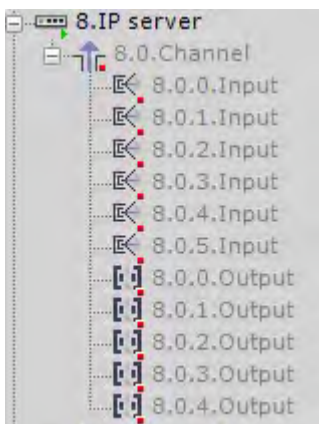 8.IP server
8.0.Channel
8.0.0.Input
8.0.1.Input
8.0.2.Input
8.0.3.Input
8.0.4.Input
8.0.5.Input
8.0.0.Output
8.0.1.Output
8.0.2.Output
8.0.3.Output
8.0.4.Output